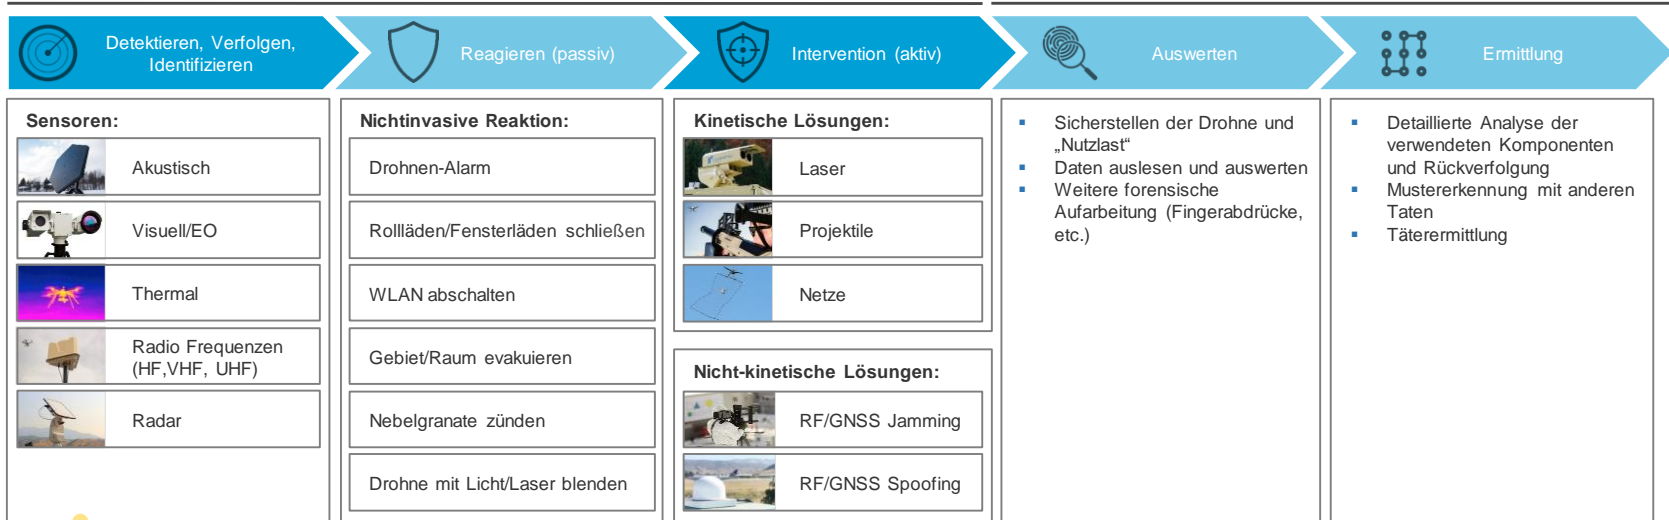 Detektieren, Verfolgen,
Identifizieren
Reagieren (passiv)
Intervention (aktiv)
Auswerten
Ermittlung
Sensoren:
Akustisch
Visuell/EO
Thermal
Radio Frequenzen
(HF,VHF, UHF)
Radar
Nichtinvasive Reaktion:
Drohnen-Alarm
Rollläden/Fensterläden schließen
WLAN abschalten
Gebiet/Raum evakuieren
Nebelgranate zünden
Drohne mit Licht/Laser blenden
Kinetische Lösungen:
Laser
Projektile
Netze
Nicht-kinetische Lösungen:
RF/GNSS Jamming
RF/GNSS Spoofing
▪ Sicherstellen der Drohne und
„Nutzlast“
▪ Daten auslesen und auswerten
▪ Weitere forensische
Aufarbeitung (Fingerabdrücke,
etc.)
▪ Detaillierte Analyse der
verwendeten Komponenten
und Rückverfolgung
▪ Mustererkennung mit anderen
Taten
▪ Täterermittlung